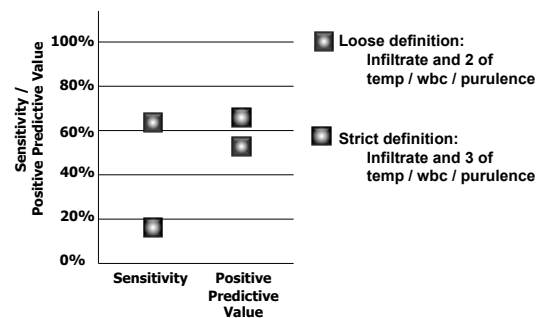 100%
80%
60%
40%
20%
0%
Sensitivity /
Positive Predictive Value
Sensitivity
Positive
Predictive
Value
Loose definition:
Infiltrate and 2 of
temp / wbc / purulence
Strict definition:
Infiltrate and 3 of
temp / wbc / purulence